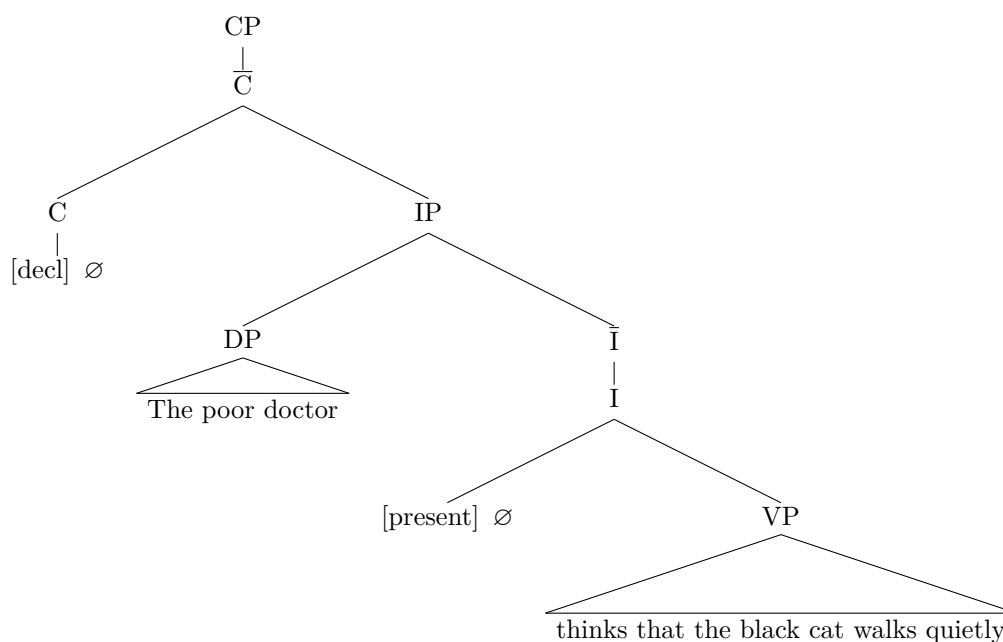 CP
C̅
C IP
[decl] ∅
DP I̅
The poor doctor
I
[present] ∅ VP
thinks that the black cat walks quietly